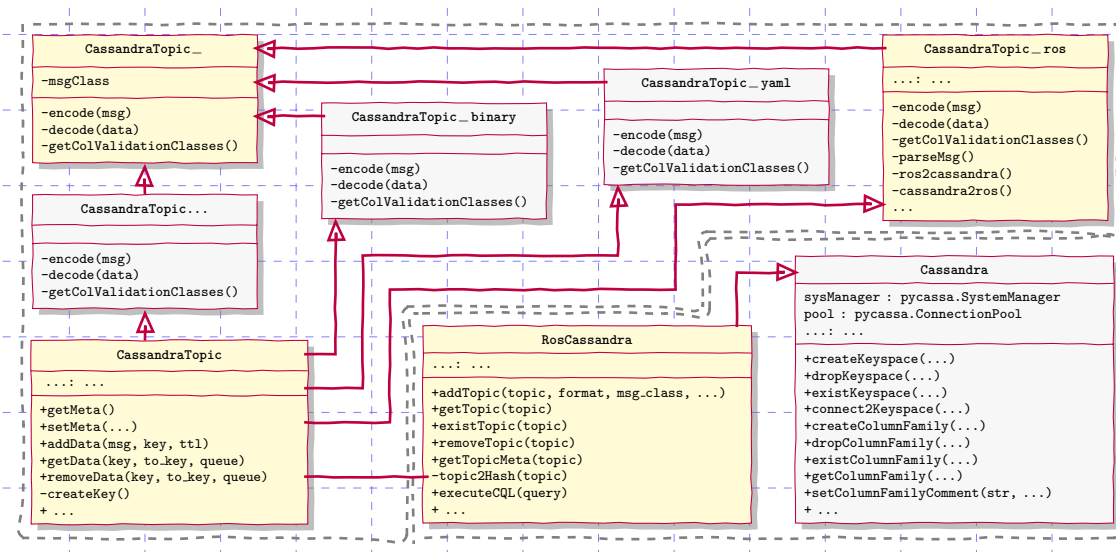 CassandraTopic_
-msgClass
-encode(msg)
-decode(data)
-getColValidationClasses()
CassandraTopic_binary
-encode(msg)
-decode(data)
-getColValidationClasses()
CassandraTopic_yaml
-encode(msg)
-decode(data)
-getColValidationClasses()
CassandraTopic_ros
...: ...
-encode(msg)
-decode(data)
-getColValidationClasses()
-parseMsg()
-ros2cassandra()
-cassandra2ros()
...
CassandraTopic...
-encode(msg)
-decode(data)
-getColValidationClasses()
CassandraTopic
...: ...
+getMeta()
+setMeta(...)
+addData(msg, key, ttl)
+getData(key, to_key, queue)
+removeData(key, to_key, queue)
-createKey()
+ ...
RosCassandra
...: ...
+addTopic(topic, format, msg_class, ...)
+getTopic(topic)
+existTopic(topic)
+removeTopic(topic)
+getTopicMeta(topic)
-topic2Hash(topic)
+executeCQL(query)
+ ...
Cassandra
sysManager : pycassa.SystemManager
pool : pycassa.ConnectionPool
...: ...
+createKeyspace(...)
+dropKeyspace(...)
+existKeyspace(...)
+connect2Keyspace(...)
+createColumnFamily(...)
+dropColumnFamily(...)
+existColumnFamily(...)
+getColumnFamily(...)
+setColumnFamilyComment(str, ...)
+ ...